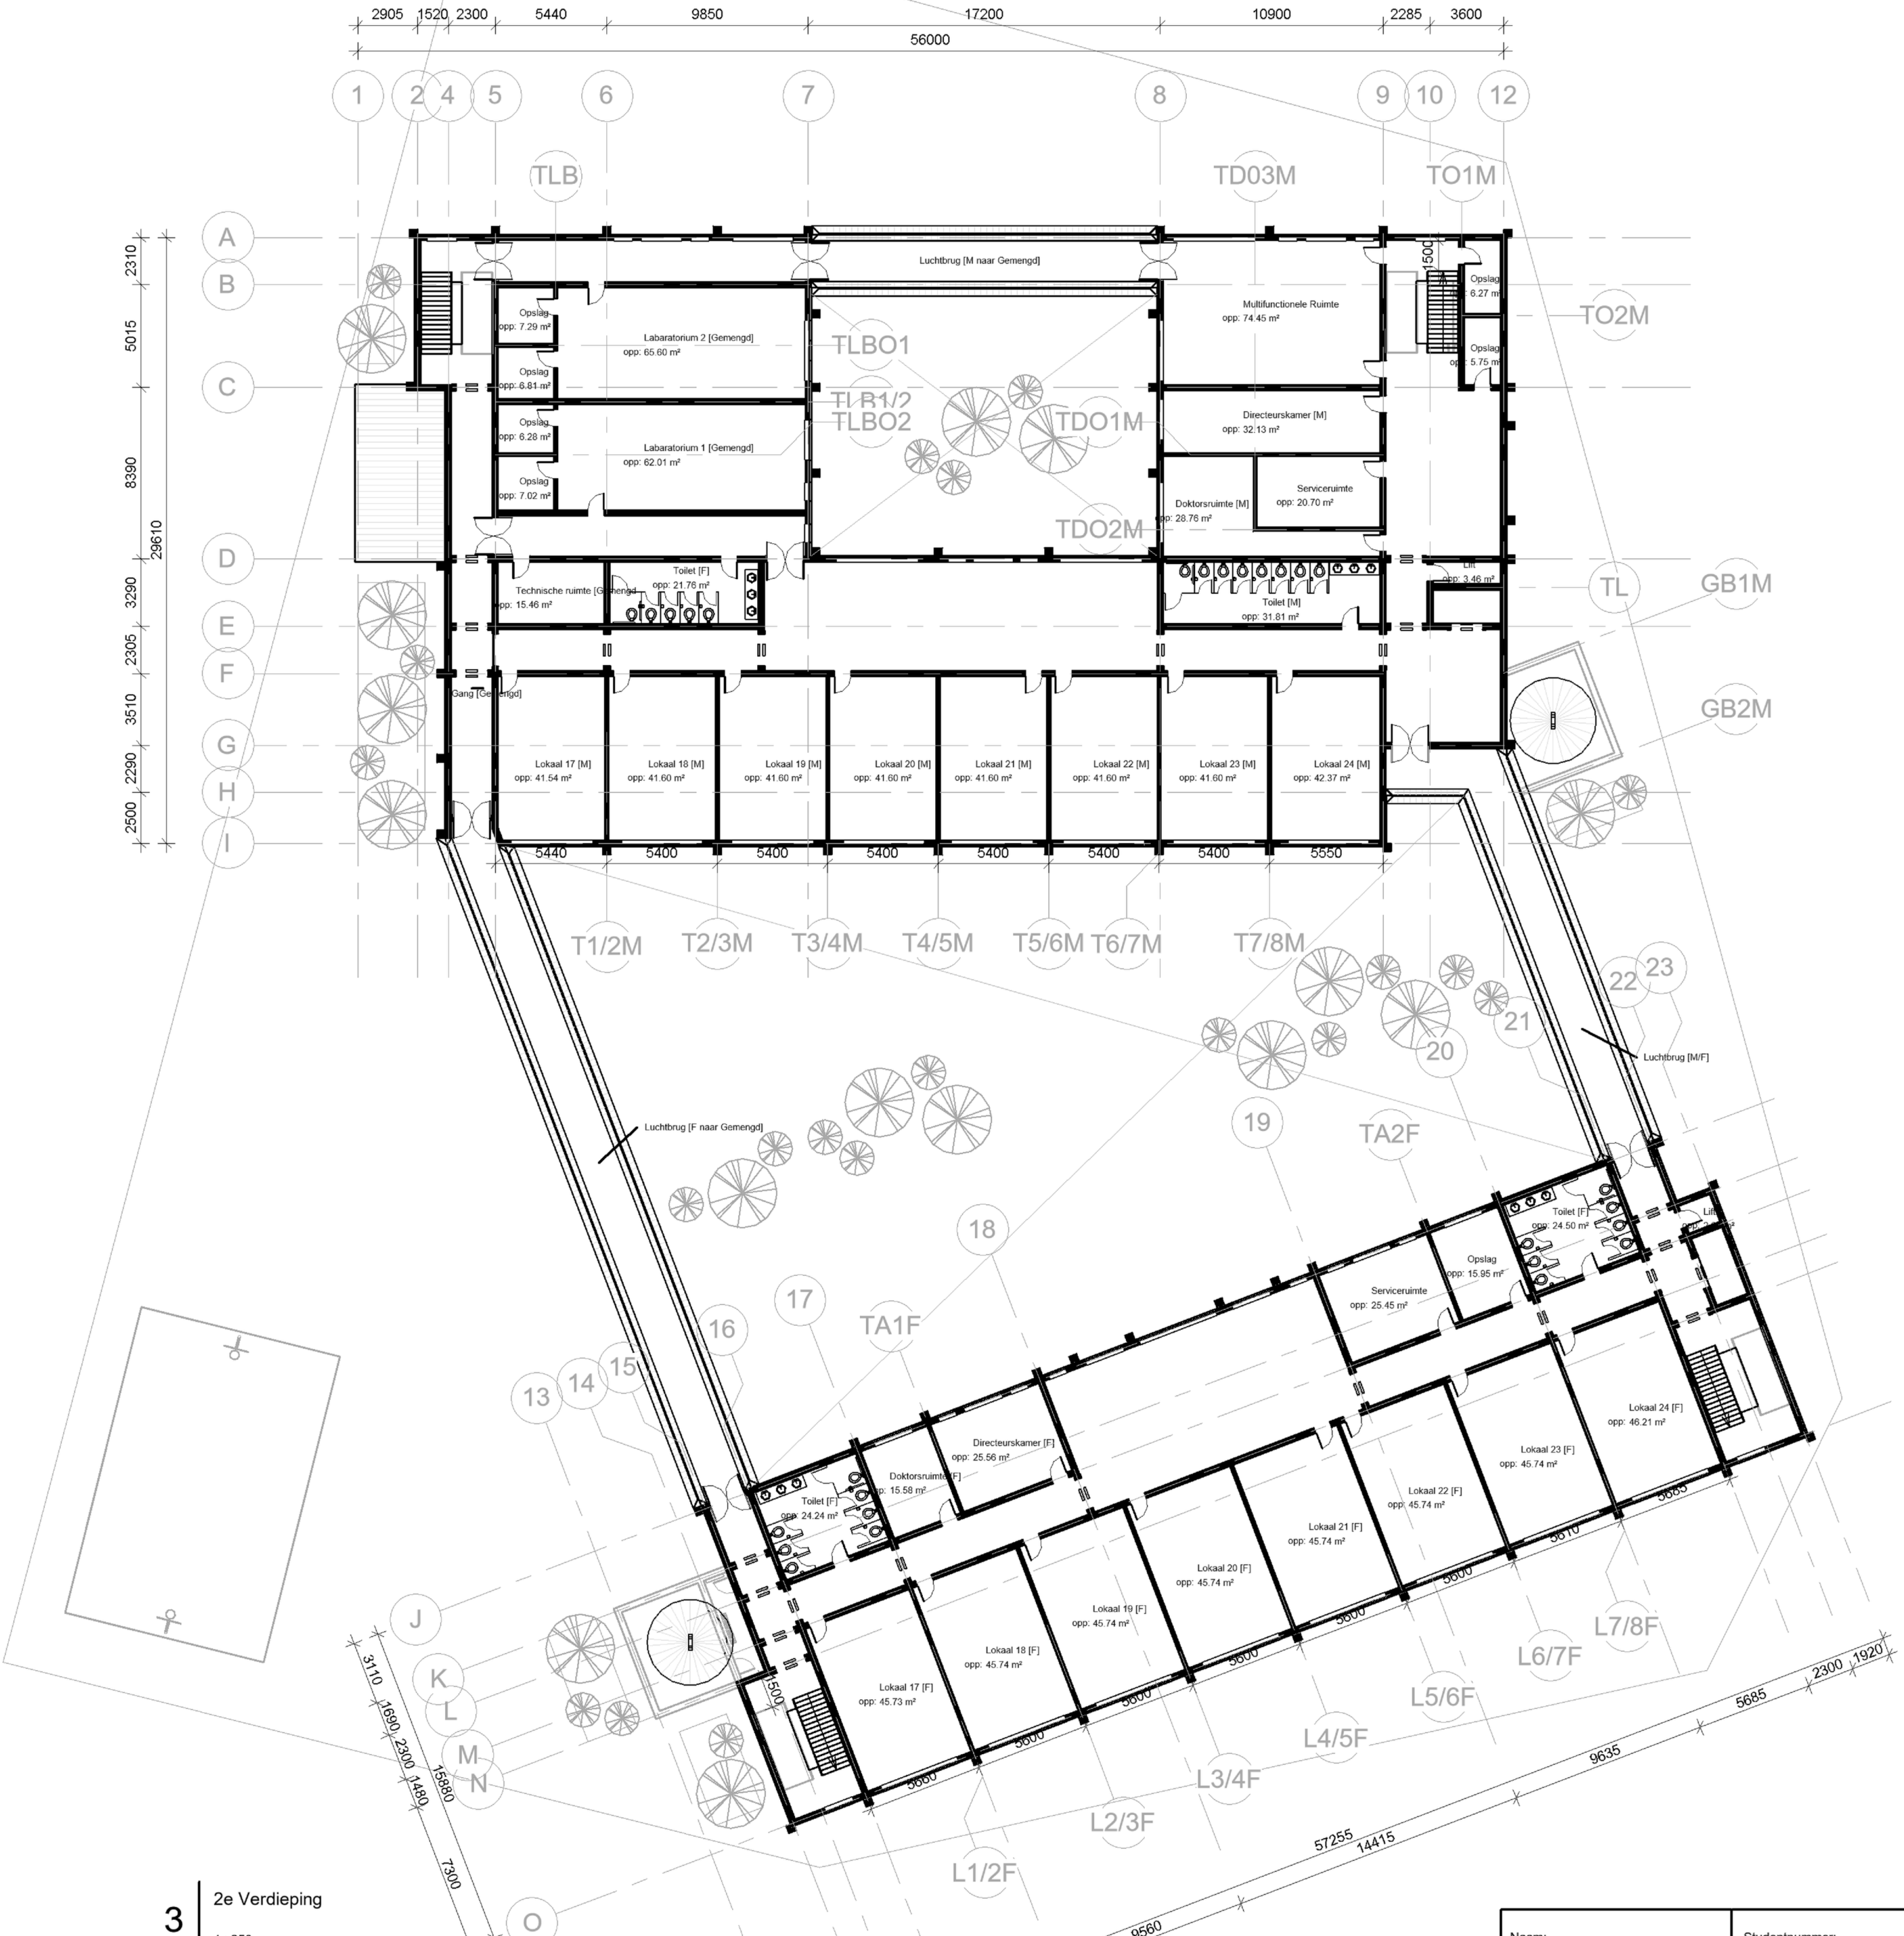 2905 1520 2300 5440 9850 17200 10900 2285 3600
56000
1 2 4 5 6 7 8 9 10 12
TLB TD03M TO1M
A
B
C
D
E
F
G
H
I
2310
5015
8390
3290
2305
3510
2290
2500
29610
Luchtbrug [M naar Gemengd]
1500
Opslag
opp: 7.29 m²
Labaratorium 2 [Gemengd]
opp: 65.60 m²
Opslag
opp: 6.81 m²
Opslag
opp: 6.28 m²
Labaratorium 1 [Gemengd]
opp: 62.01 m²
Opslag
opp: 7.02 m²
TLBO1
TLB1/2
TLBO2
TDO1M
TDO2M
Multifunctionele Ruimte
opp: 74.45 m²
Opslag
opp: 6.27 m²
Opslag
opp: 5.75 m²
TO2M
Directeurskamer [M]
opp: 32.13 m²
Doktorsruimte [M]
opp: 28.76 m²
Serviceruimte
opp: 20.70 m²
Technische ruimte [Gemengd
opp: 15.46 m²
Toilet [F]
opp: 21.76 m²
Toilet [M]
opp: 31.81 m²
Lift
opp: 3.46 m²
TL
GB1M
GB2M
Gang [Gemengd]
Lokaal 17 [M]
opp: 41.54 m²
Lokaal 18 [M]
opp: 41.60 m²
Lokaal 19 [M]
opp: 41.60 m²
Lokaal 20 [M]
opp: 41.60 m²
Lokaal 21 [M]
opp: 41.60 m²
Lokaal 22 [M]
opp: 41.60 m²
Lokaal 23 [M]
opp: 41.60 m²
Lokaal 24 [M]
opp: 42.37 m²
5440 5400 5400 5400 5400 5400 5400 5550
T1/2M T2/3M T3/4M T4/5M T5/6M T6/7M T7/8M
Luchtbrug [F naar Gemengd]
Luchtbrug [M/F]
13 14 15 16 17 TA1F 18 19 TA2F 20 21 22 23
Toilet [F]
opp: 24.24 m²
Doktorsruimte [F]
opp: 15.58 m²
Directeurskamer [F]
opp: 25.56 m²
Serviceruimte
opp: 25.45 m²
Opslag
opp: 15.95 m²
Toilet [F]
opp: 24.50 m²
Lift
Lokaal 17 [F]
opp: 45.73 m²
Lokaal 18 [F]
opp: 45.74 m²
Lokaal 19 [F]
opp: 45.74 m²
Lokaal 20 [F]
opp: 45.74 m²
Lokaal 21 [F]
opp: 45.74 m²
Lokaal 22 [F]
opp: 45.74 m²
Lokaal 23 [F]
opp: 45.74 m²
Lokaal 24 [F]
opp: 46.21 m²
1500
5660 5600 5600 5600 5600 5600 5610 5685
L1/2F L2/3F L3/4F L4/5F L5/6F L6/7F L7/8F
J
K
L
M
N
O
3110
1690
2300
1480
7300
15880
9560 14415 9635 5685 2300 1920
57255
3
2e Verdieping